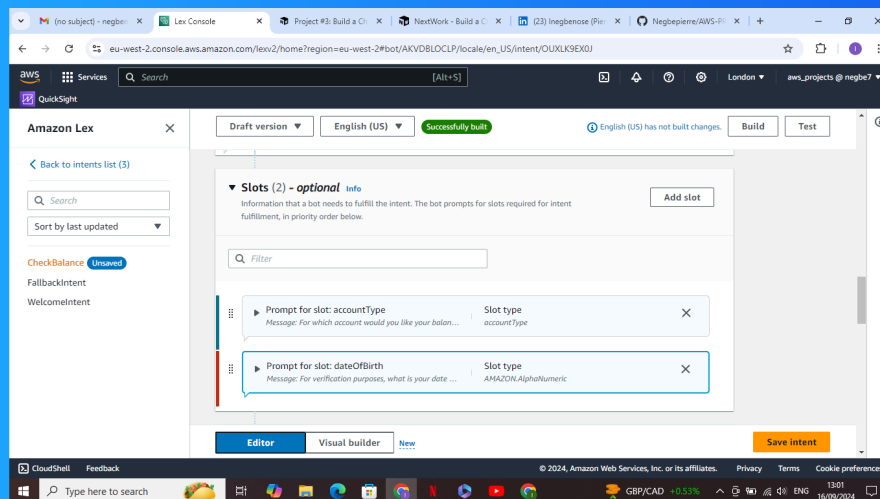 (no subject) - negben
Lex Console
Project #3: Build a Ch
NextWork - Build a C
(23) Inegbenose (Pier
Negbepierre/AWS-PR
eu-west-2.console.aws.amazon.com/lexv2/home?region=eu-west-2#bot/AKVDBLOCLP/locale/en_US/intent/OUXLK9EX0J
aws
Services
Search
[Alt+S]
London
aws_projects @ negbe7
QuickSight
Amazon Lex
Draft version
English (US)
Successfully built
English (US) has not built changes.
Build
Test
Back to intents list (3)
Search
Sort by last updated
CheckBalance Unsaved
FallbackIntent
WelcomeIntent
Slots (2) - optional Info
Information that a bot needs to fulfill the intent. The bot prompts for slots required for intent
fulfillment, in priority order below.
Add slot
Filter
Prompt for slot: accountType
Message: For which account would you like your balan...
Slot type
accountType
Prompt for slot: dateOfBirth
Message: For verification purposes, what is your date ...
Slot type
AMAZON.AlphaNumeric
Editor
Visual builder
New
Save intent
CloudShell
Feedback
© 2024, Amazon Web Services, Inc. or its affiliates.
Privacy
Terms
Cookie preferences
Type here to search
GBP/CAD +0.53%
ENG
13:01
16/09/2024